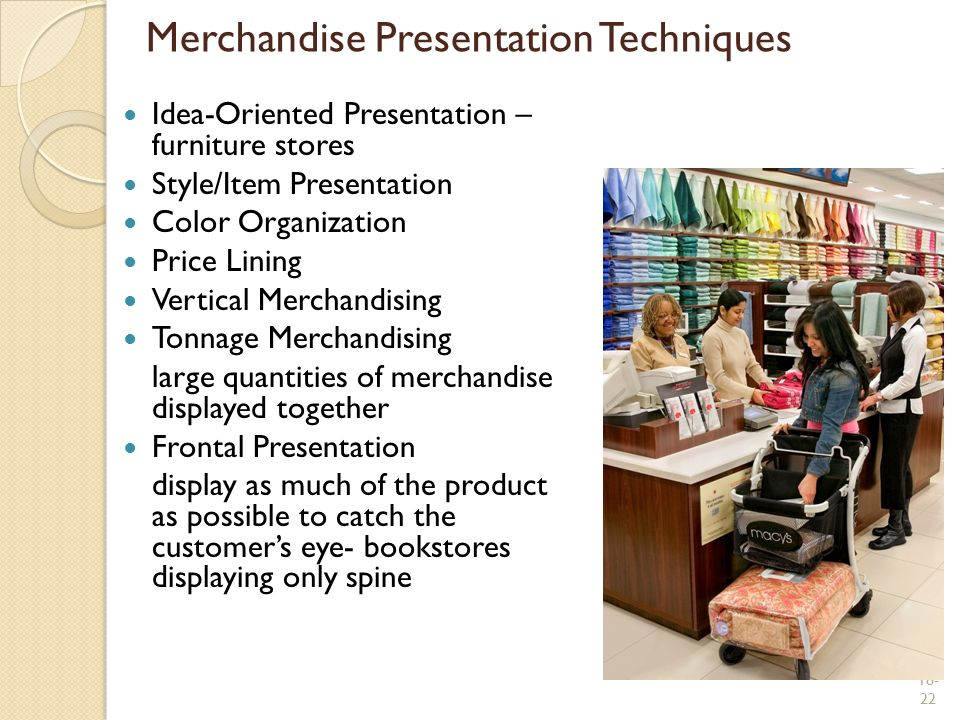 Merchandise Presentation Techniques
Idea-Oriented Presentation –
furniture stores
Style/Item Presentation
Color Organization
Price Lining
Vertical Merchandising
Tonnage Merchandising
large quantities of merchandise
displayed together
Frontal Presentation
display as much of the product
as possible to catch the
customer’s eye- bookstores
displaying only spine
macy's
18-
22